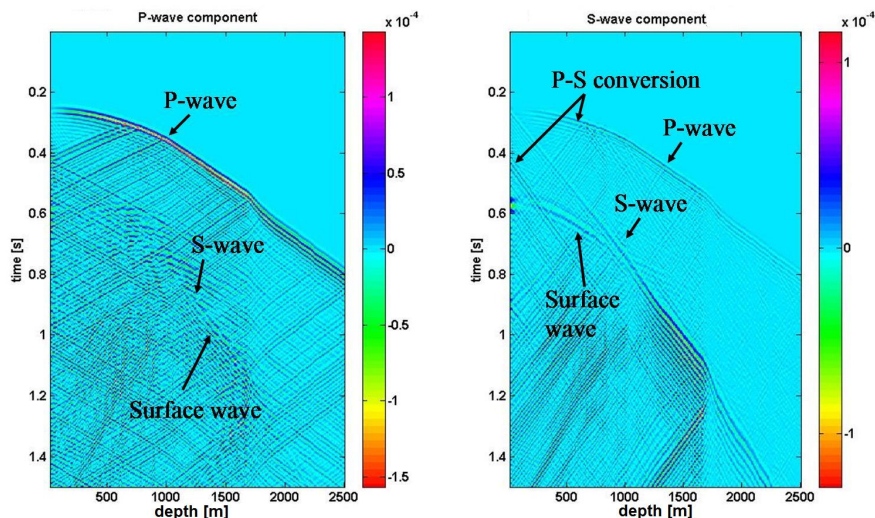 P-wave component
x 10⁻⁴
P-wave
S-wave
Surface wave
time [s]
0.2
0.4
0.6
0.8
1
1.2
1.4
500
1000
1500
2000
2500
depth [m]
1
0.5
0
-0.5
-1
-1.5
S-wave component
x 10⁻⁴
P-S conversion
P-wave
S-wave
Surface
wave
time [s]
0.2
0.4
0.6
0.8
1
1.2
1.4
500
1000
1500
2000
2500
depth [m]
1
0
-1